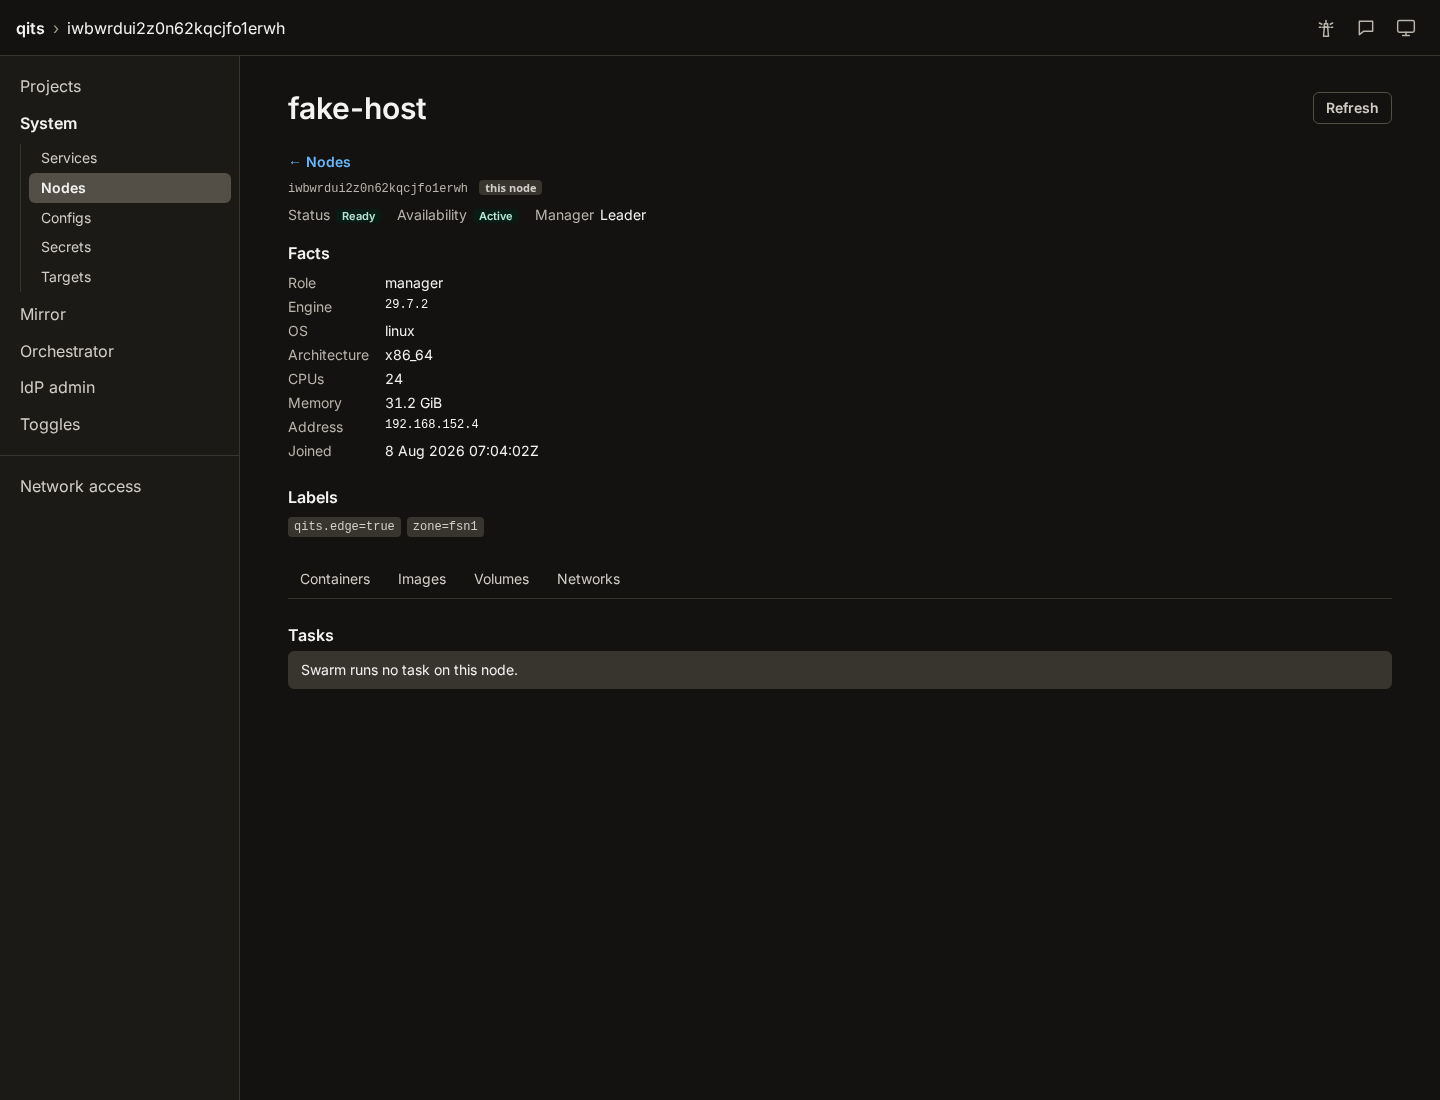 qits › iwbwrdui2z0n62kqcjfo1erwh
Projects
System
Services
Nodes
Configs
Secrets
Targets
Mirror
Orchestrator
IdP admin
Toggles
Network access
fake-host
Refresh
← Nodes
iwbwrdui2z0n62kqcjfo1erwh this node
Status Ready Availability Active Manager Leader
Facts
Role manager
Engine 29.7.2
OS linux
Architecture x86_64
CPUs 24
Memory 31.2 GiB
Address 192.168.152.4
Joined 8 Aug 2026 07:04:02Z
Labels
qits.edge=true zone=fsn1
Containers Images Volumes Networks
Tasks
Swarm runs no task on this node.